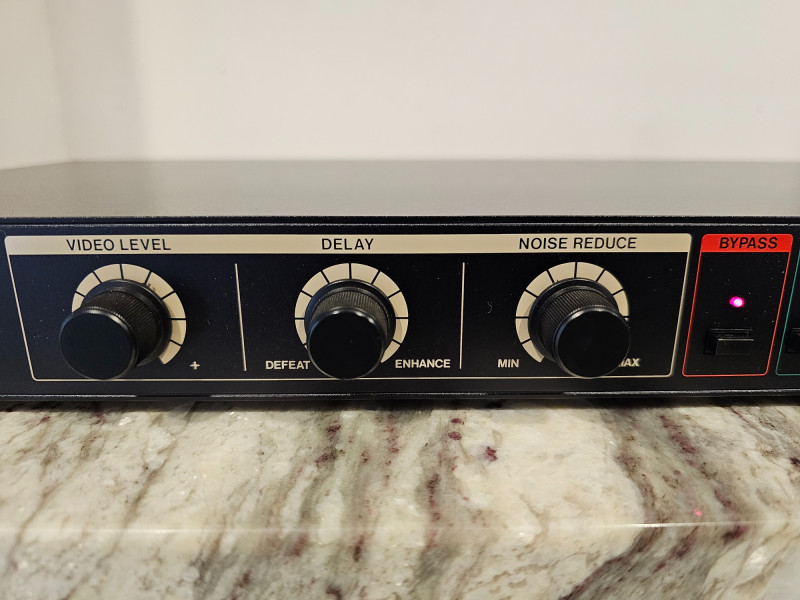 VIDEO LEVEL DELAY NOISE REDUCE BYPASS
+ DEFEAT ENHANCE MIN